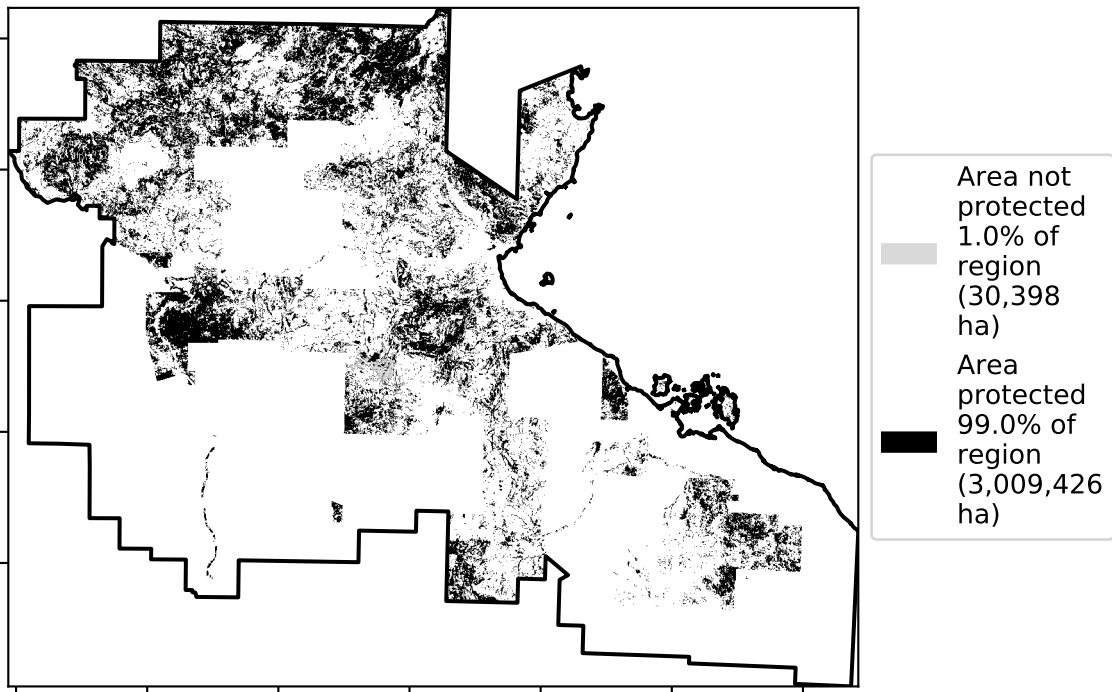 Area not
protected
1.0% of
region
(30,398
ha)
Area
protected
99.0% of
region
(3,009,426
ha)